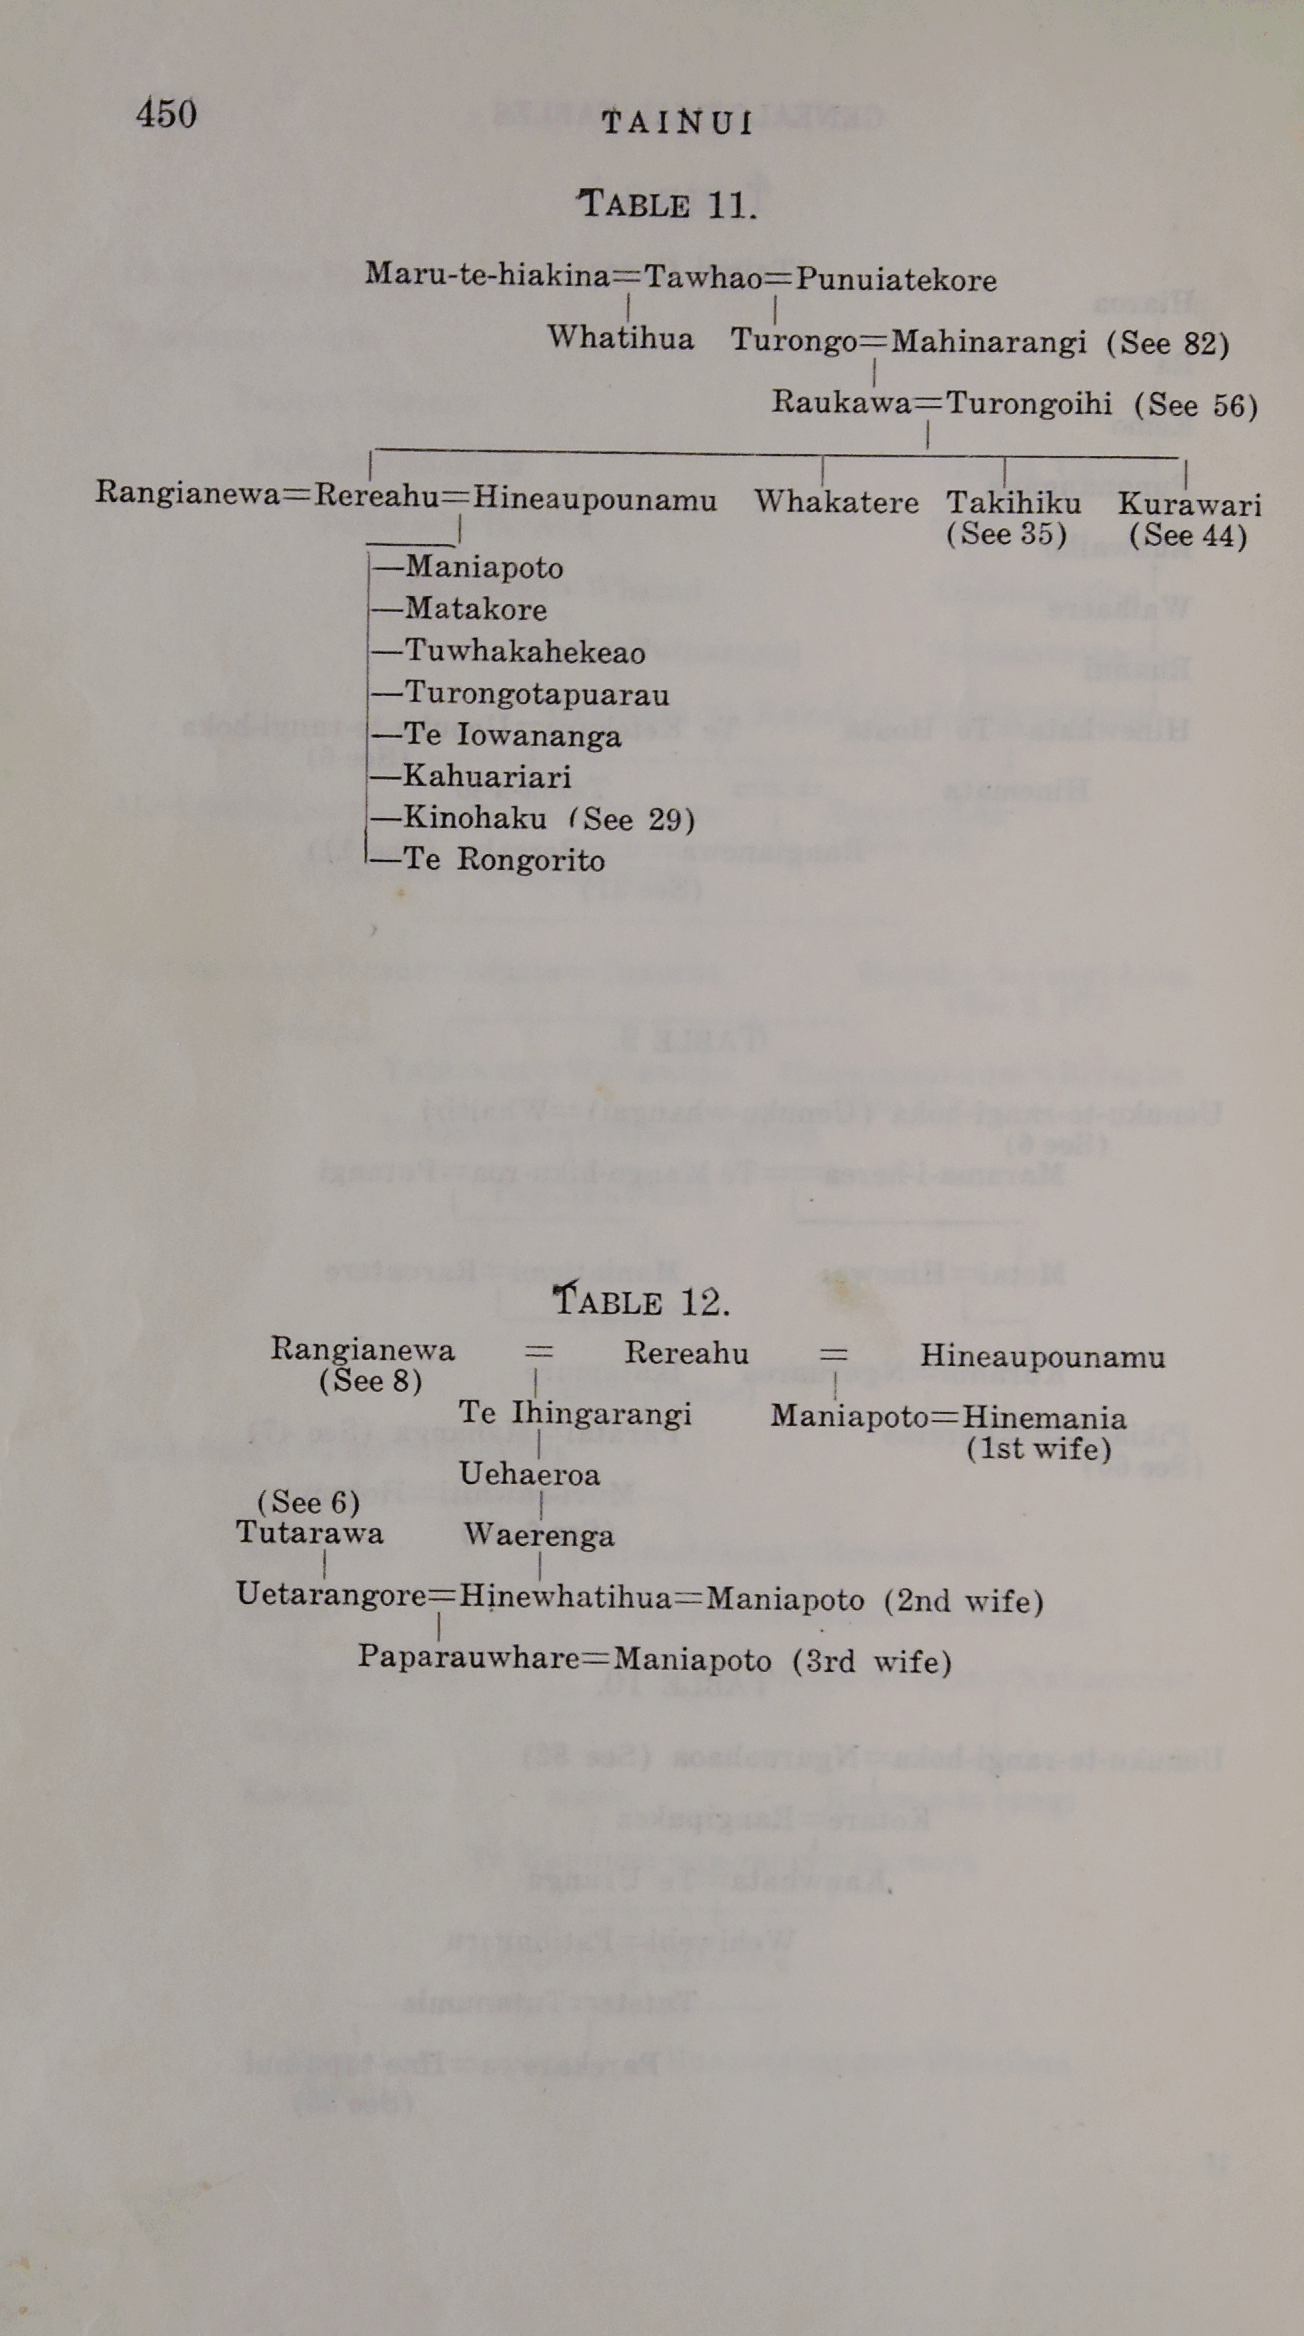 450
TAINUI
TABLE 11.
Maru-te-hiakina=Tawhao=Punuiatekore
Whatihua Turongo=Mahinarangi (See 82)
Raukawa=Turongoihi (See 56)
Rangianewa=Rereahu=Hineaupounamu Whakatere Takihiku Kurawari
(See 35) (See 44)
—Maniapoto
—Matakore
—Tuwhakahekeao
—Turongotapuarau
—Te Iowananga
—Kahuariari
—Kinohaku (See 29)
—Te Rongorito
TABLE 12.
Rangianewa = Rereahu = Hineaupounamu
(See 8)
Te Ihingarangi Maniapoto=Hinemania
(1st wife)
Uehaeroa
(See 6)
Tutarawa Waerenga
Uetarangore=Hinewhatihua=Maniapoto (2nd wife)
Paparauwhare=Maniapoto (3rd wife)